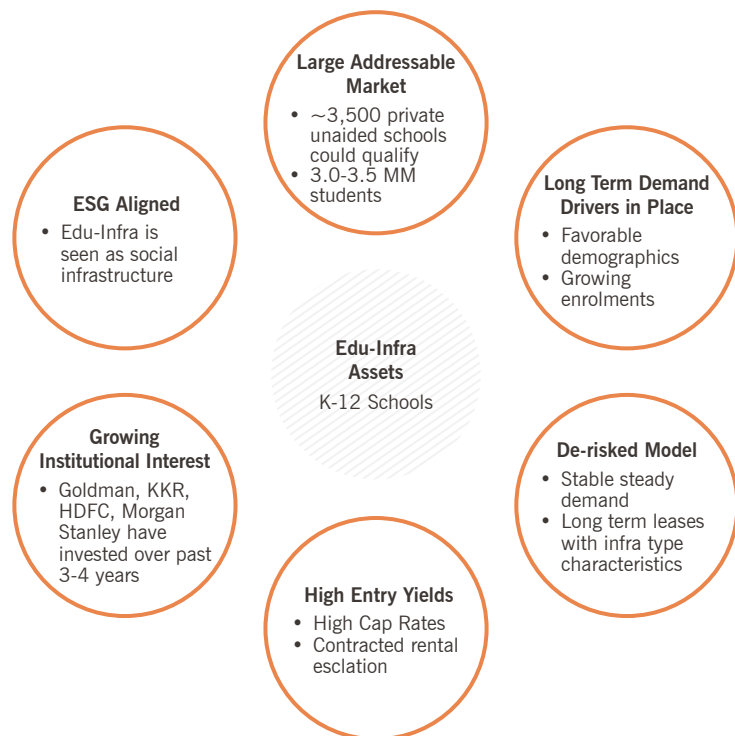 Large Addressable
Market
• ~3,500 private
unaided schools
could qualify
• 3.0-3.5 MM
students
Long Term Demand
Drivers in Place
• Favorable
demographics
• Growing
enrolments
De-risked Model
• Stable steady
demand
• Long term leases
with infra type
characteristics
High Entry Yields
• High Cap Rates
• Contracted rental
esclation
Growing
Institutional Interest
• Goldman, KKR,
HDFC, Morgan
Stanley have
invested over past
3-4 years
ESG Aligned
• Edu-Infra is
seen as social
infrastructure
Edu-Infra
Assets
K-12 Schools